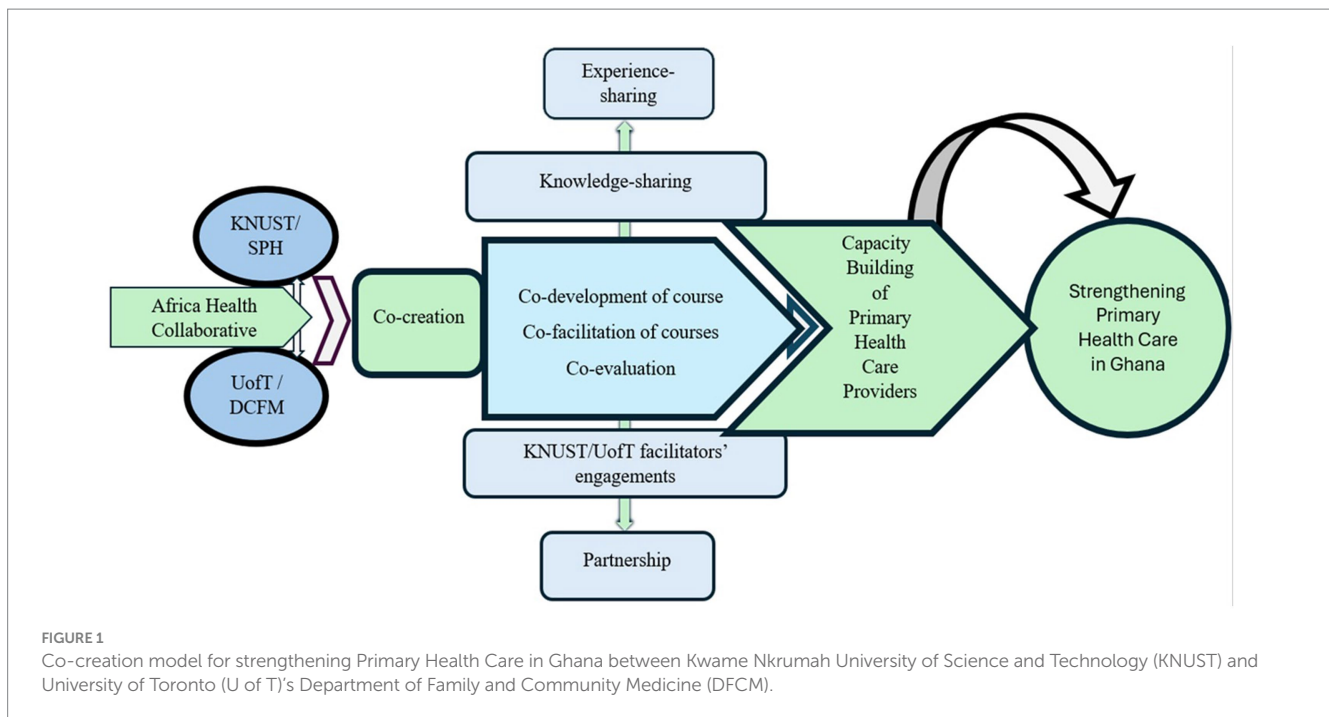 Experience-
sharing
Knowledge-sharing
KNUST/
SPH
Africa Health
Collaborative
UofT /
DCFM
Co-creation
Co-development of course
Co-facilitation of courses
Co-evaluation
Capacity
Building
of
Primary
Health
Care
Providers
Strengthening
Primary
Health Care
in Ghana
KNUST/UofT facilitators’
engagements
Partnership
FIGURE 1
Co-creation model for strengthening Primary Health Care in Ghana between Kwame Nkrumah University of Science and Technology (KNUST) and
University of Toronto (U of T)’s Department of Family and Community Medicine (DFCM).